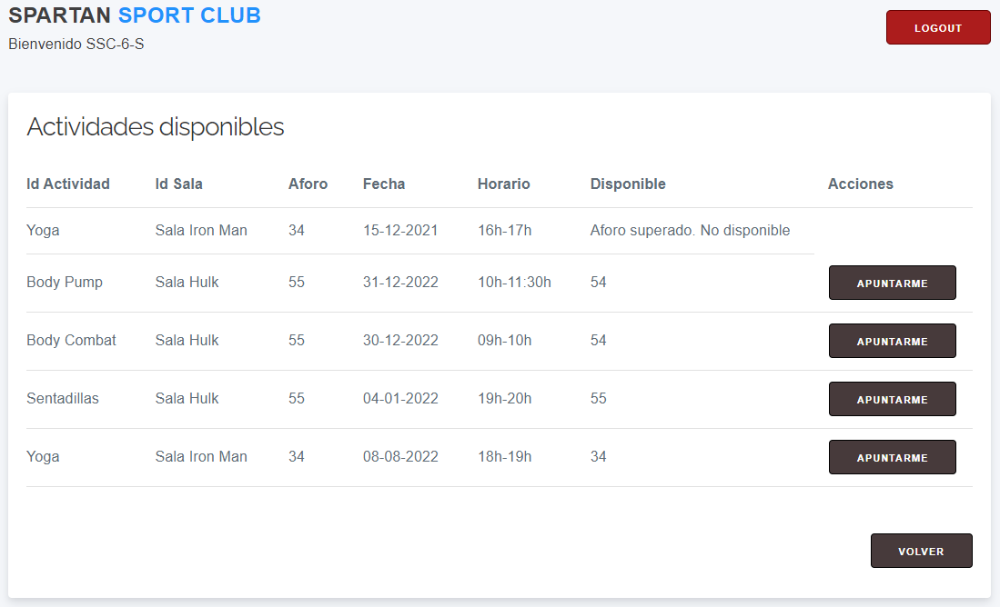 SPARTAN SPORT CLUB
LOGOUT
Bienvenido SSC-6-S
Actividades disponibles
Id Actividad Id Sala Aforo Fecha Horario Disponible Acciones
Yoga Sala Iron Man 34 15-12-2021 16h-17h Aforo superado. No disponible
Body Pump Sala Hulk 55 31-12-2022 10h-11:30h 54 APUNTARME
Body Combat Sala Hulk 55 30-12-2022 09h-10h 54 APUNTARME
Sentadillas Sala Hulk 55 04-01-2022 19h-20h 55 APUNTARME
Yoga Sala Iron Man 34 08-08-2022 18h-19h 34 APUNTARME
VOLVER